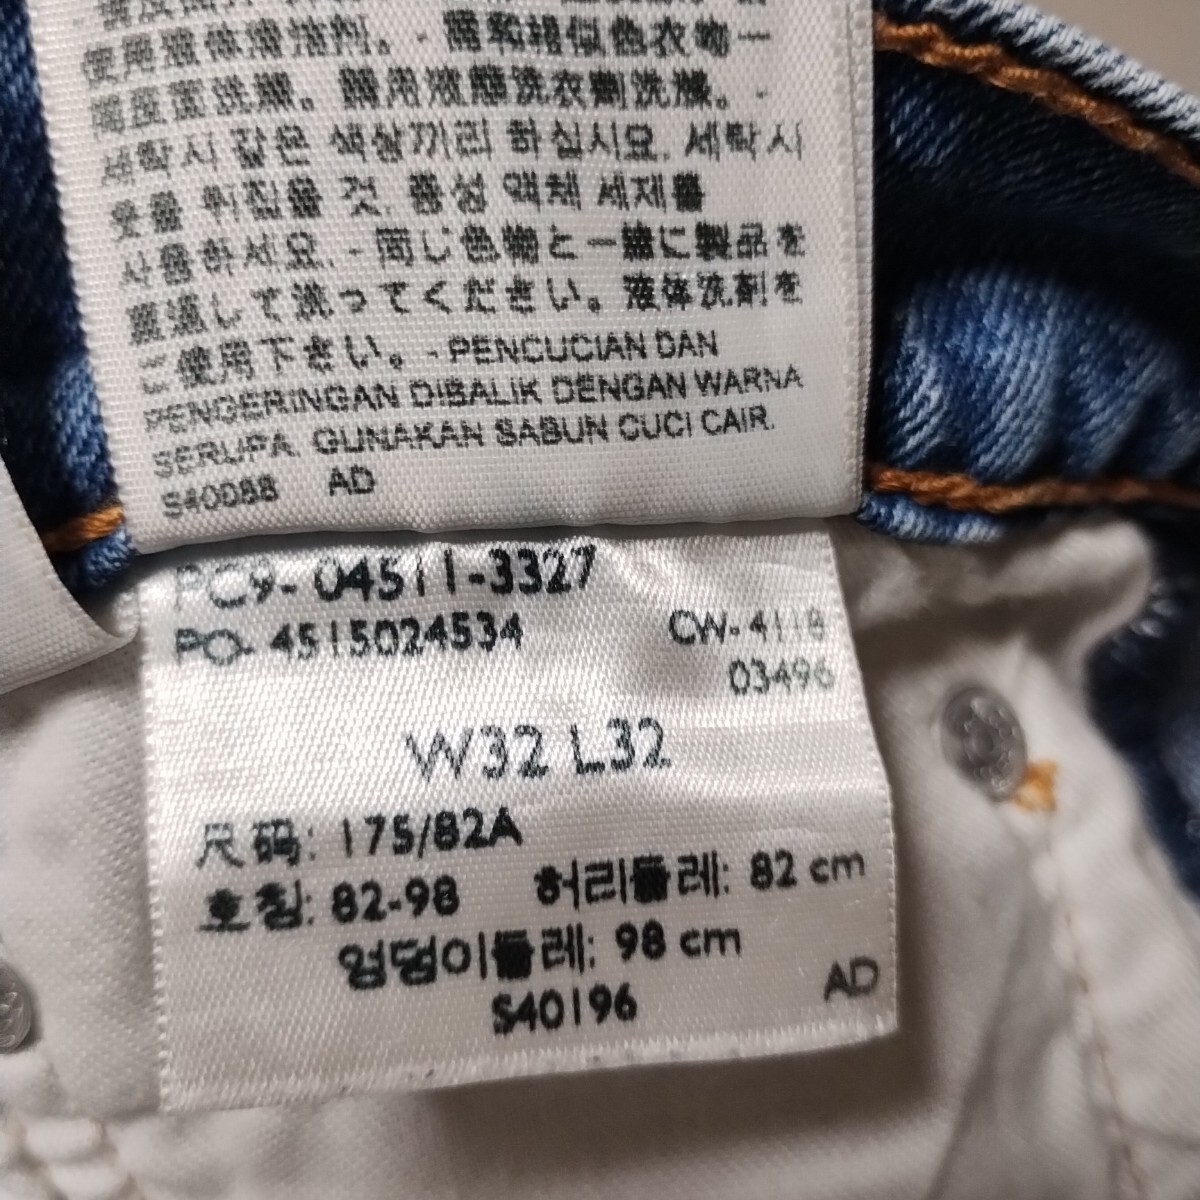 使用液体清洁剂。- 需和相似色衣物一
同反面洗滌。請用液體洗衣劑洗滌。-
세탁시 같은 색상끼리 하십시요. 세탁시
옷을 뒤집을 것. 중성 액체 세제를
사용하세요. - 同じ色物と一緒に製品を
裏返して洗ってください。液体洗剤を
ご使用下さい。- PENCUCIAN DAN
PENGERINGAN DIBALIK DENGAN WARNA
SERUPA. GUNAKAN SABUN CUCI CAIR.
S40088 AD
PC9-04511-3327
PO- 4515024534 CW- 4118
03496
W32 L32
尺码: 175/82A
호칭: 82-98 허리둘레: 82 cm
엉덩이둘레: 98 cm
S40196 AD